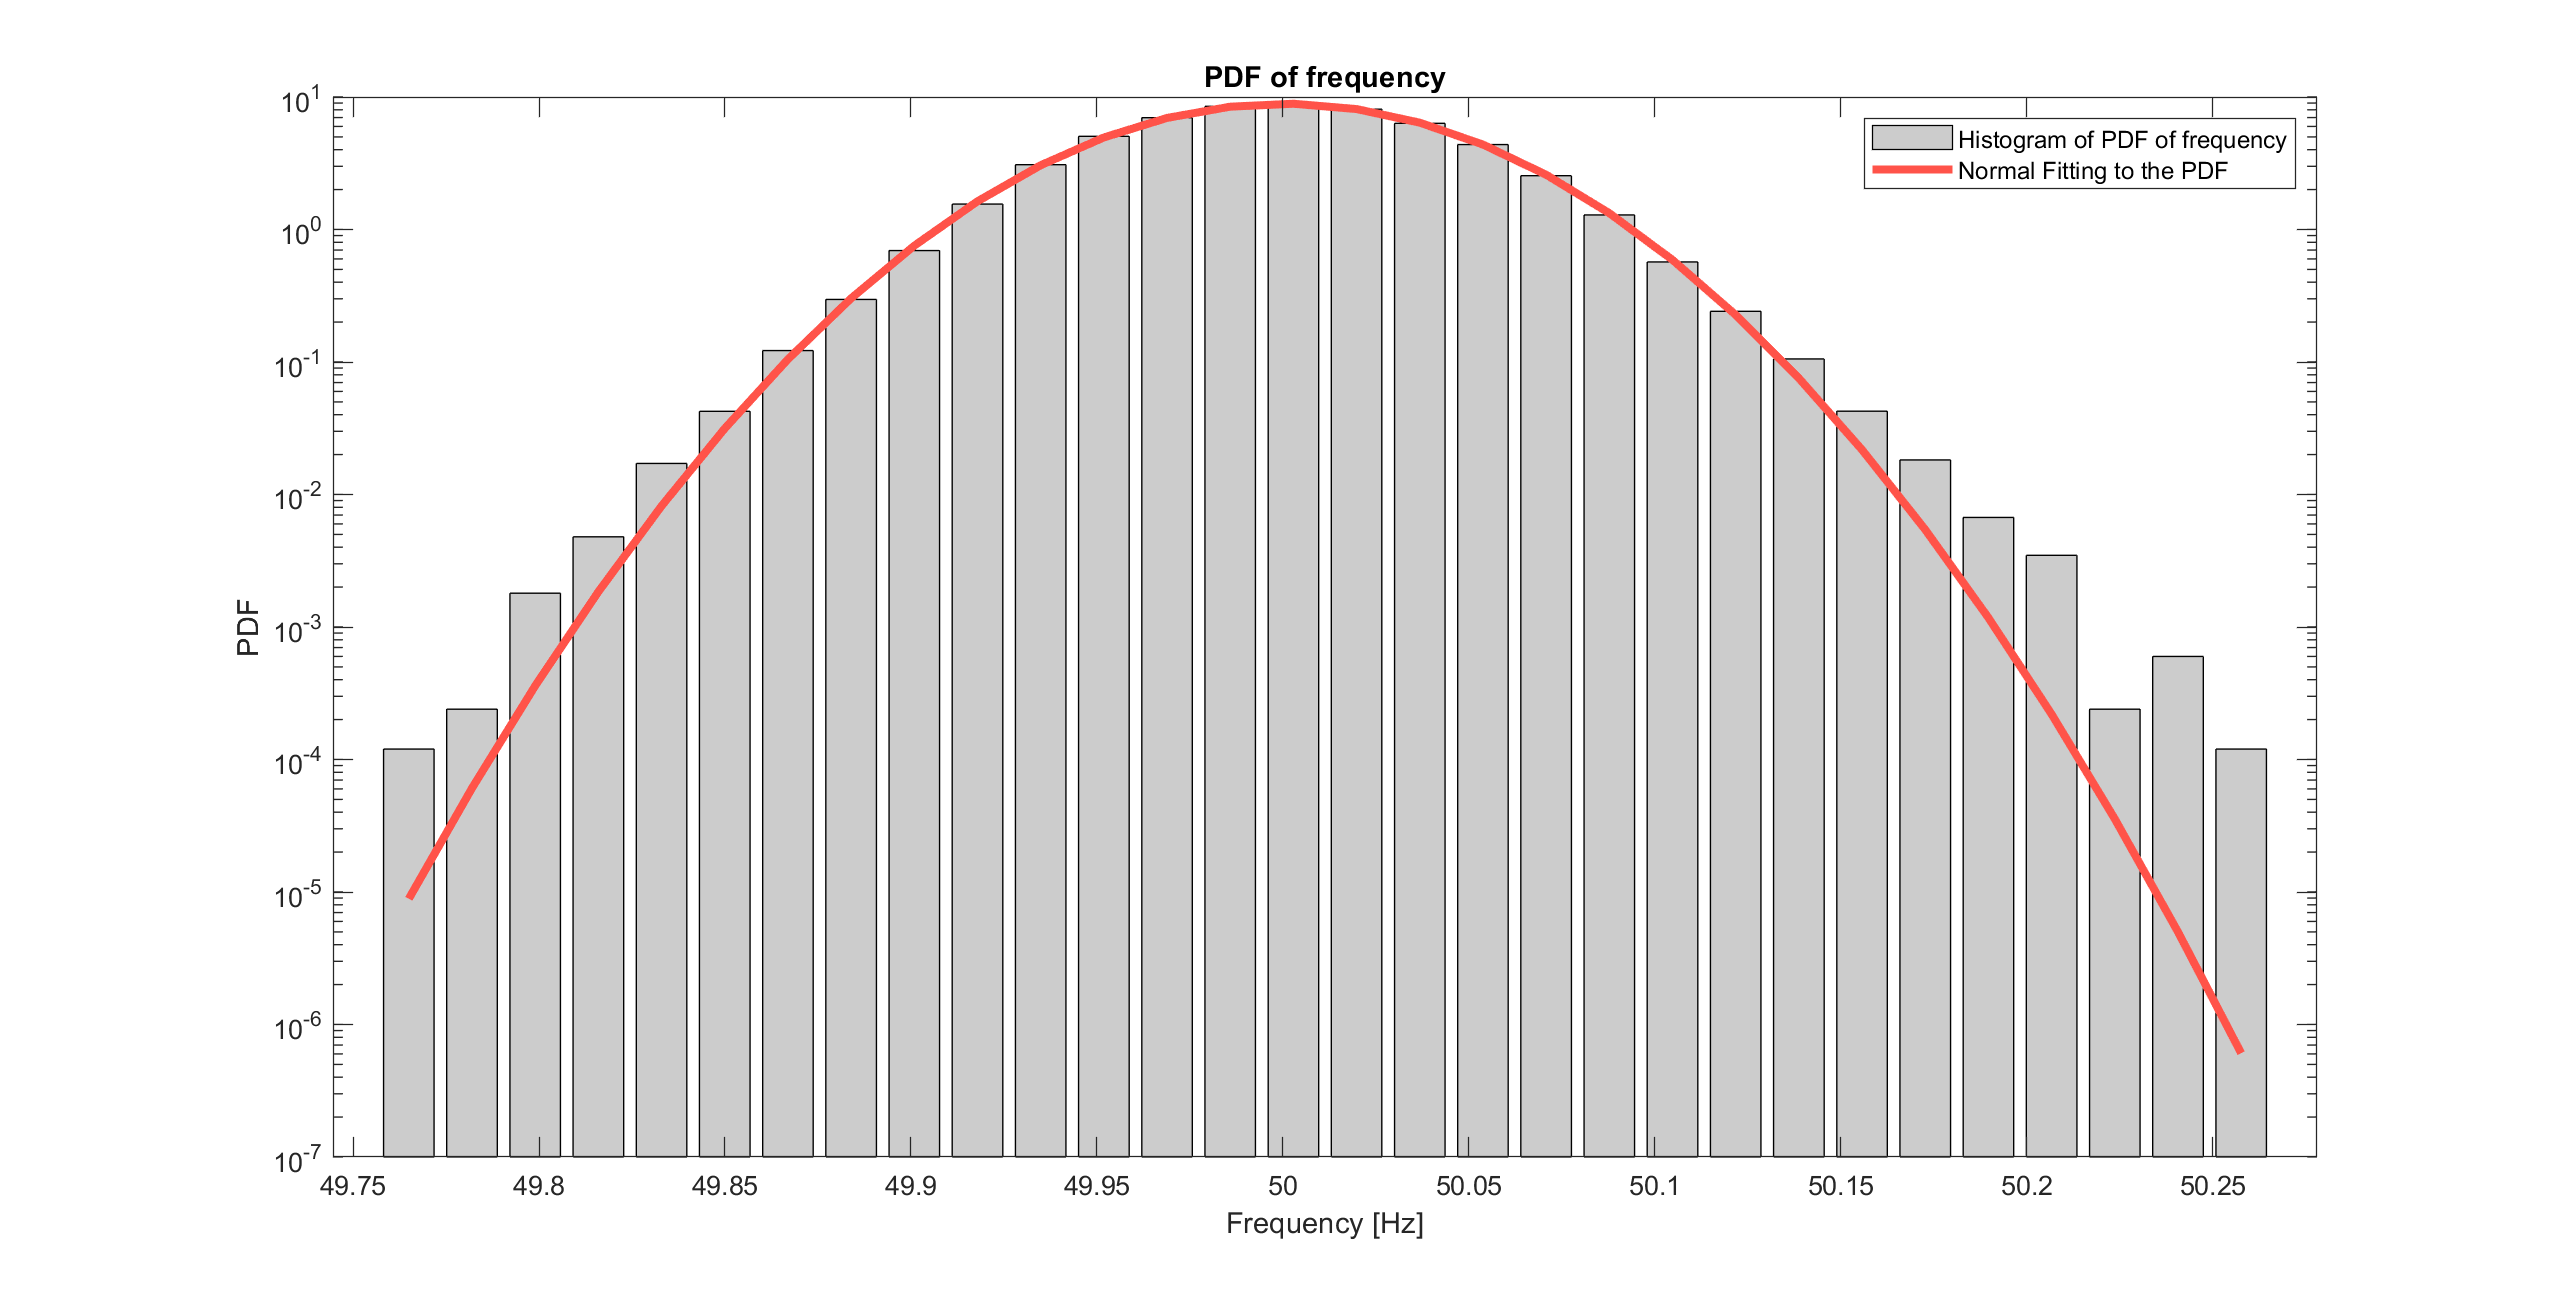 PDF of frequency
Histogram of PDF of frequency
Normal Fitting to the PDF
PDF
10^1
10^0
10^-1
10^-2
10^-3
10^-4
10^-5
10^-6
10^-7
49.75 49.8 49.85 49.9 49.95 50 50.05 50.1 50.15 50.2 50.25
Frequency [Hz]